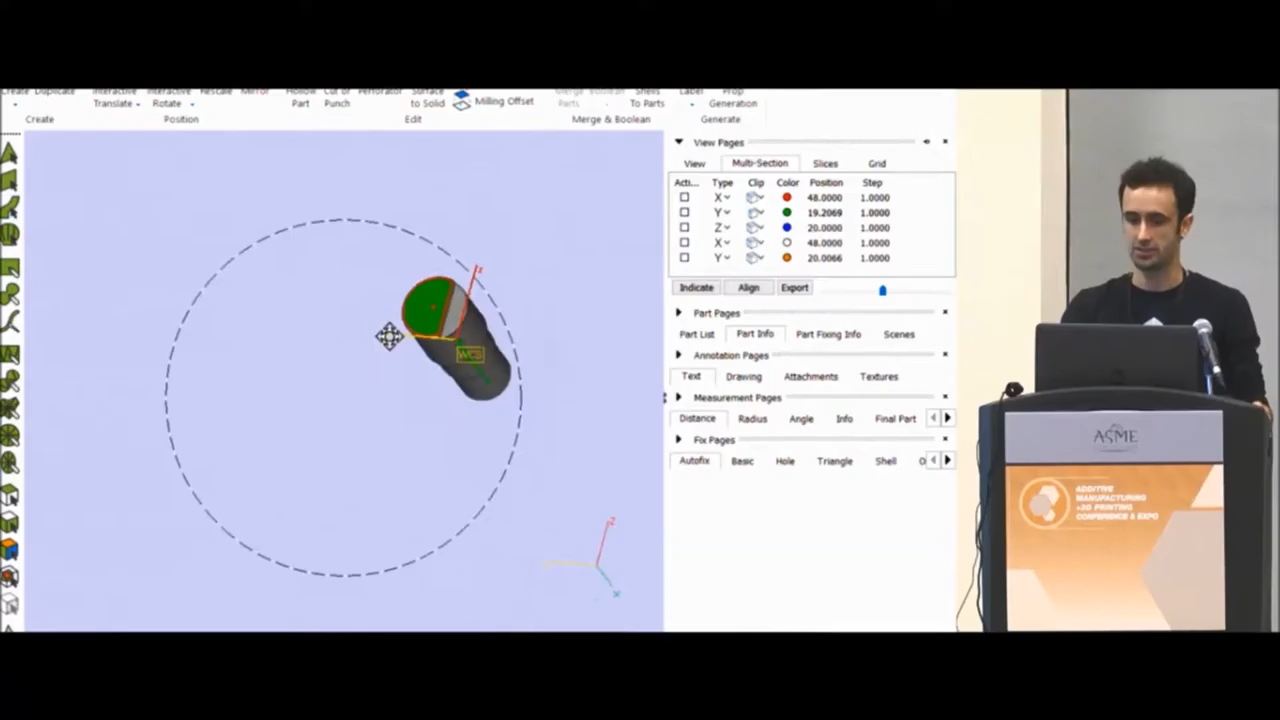 Create Duplicate Interactive Interactive Rescale Mirror Hollow Cut or Perforator Surface Merge Boolean Shells Label Prop
Translate Rotate Part Punch to Solid Milling Offset Parts To Parts Generation
Create Position Edit Merge & Boolean Generate
View Pages
View Multi-Section Slices Grid
Acti... Type Clip Color Position Step
X 48.0000 1.0000
Y 19.2069 1.0000
Z 20.0000 1.0000
X 48.0000 1.0000
Y 20.0066 1.0000
Indicate Align Export
Part Pages
Part List Part Info Part Fixing Info Scenes
Annotation Pages
Text Drawing Attachments Textures
Measurement Pages
Distance Radius Angle Info Final Part
Fix Pages
Autofix Basic Hole Triangle Shell
WCS
z
Z
x
ASME
ADDITIVE
MANUFACTURING
+3D PRINTING
CONFERENCE & EXPO